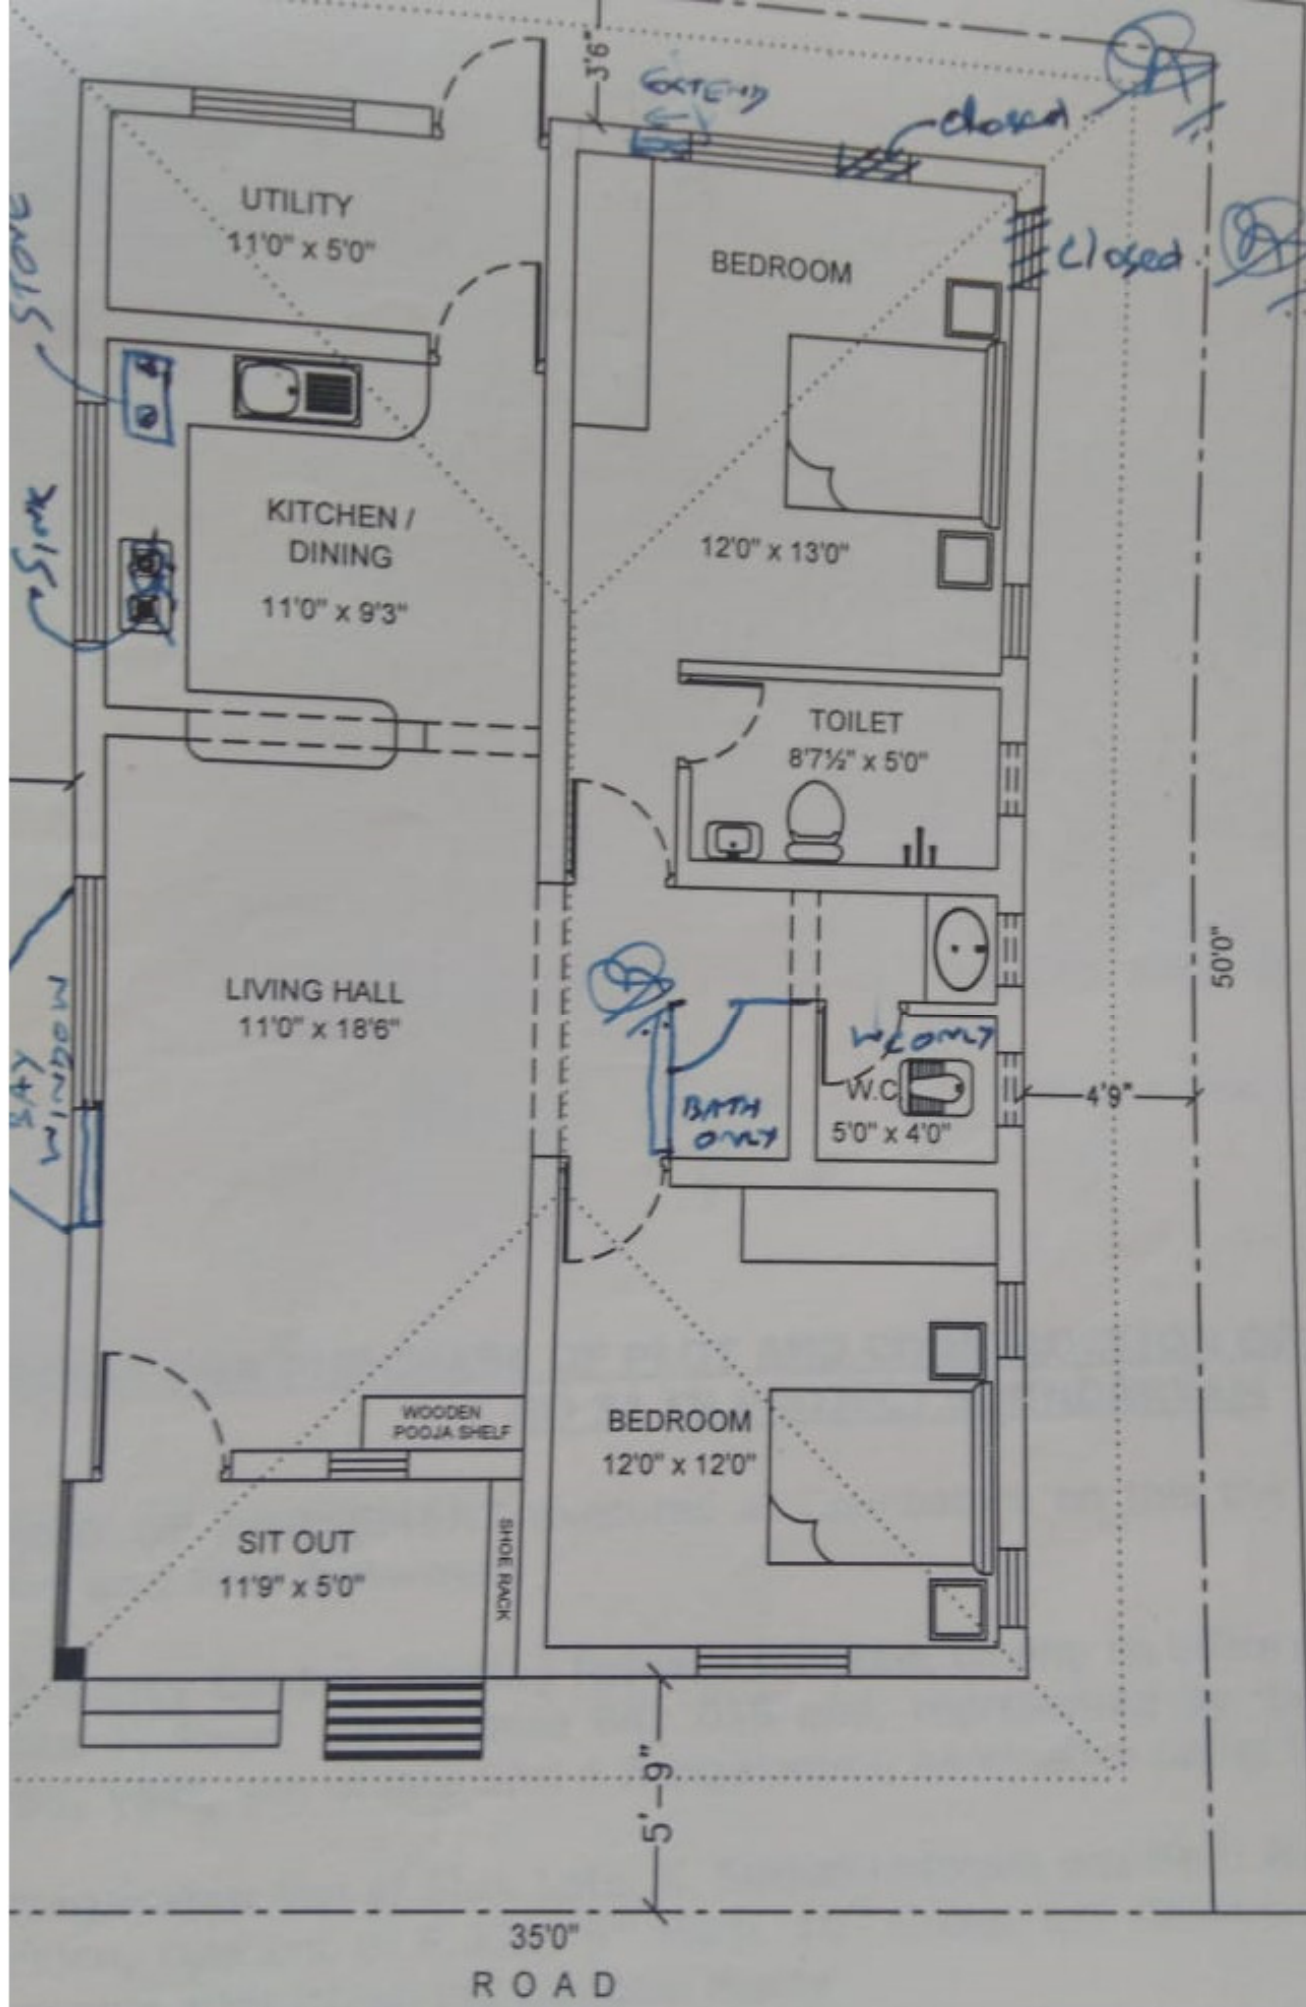 3'6"
EXTEND
closed
UTILITY
11'0" x 5'0"
STONE
BEDROOM
closed
KITCHEN /
DINING
11'0" x 9'3"
SINK
12'0" x 13'0"
TOILET
8'7½" x 5'0"
50'0"
LIVING HALL
11'0" x 18'6"
BAY
WINDOW
WC ONLY
W.C
5'0" x 4'0"
BATH
ONLY
4'9"
WOODEN
POOJA SHELF
BEDROOM
12'0" x 12'0"
SIT OUT
11'9" x 5'0"
SHOE RACK
5'-9"
35'0"
ROAD